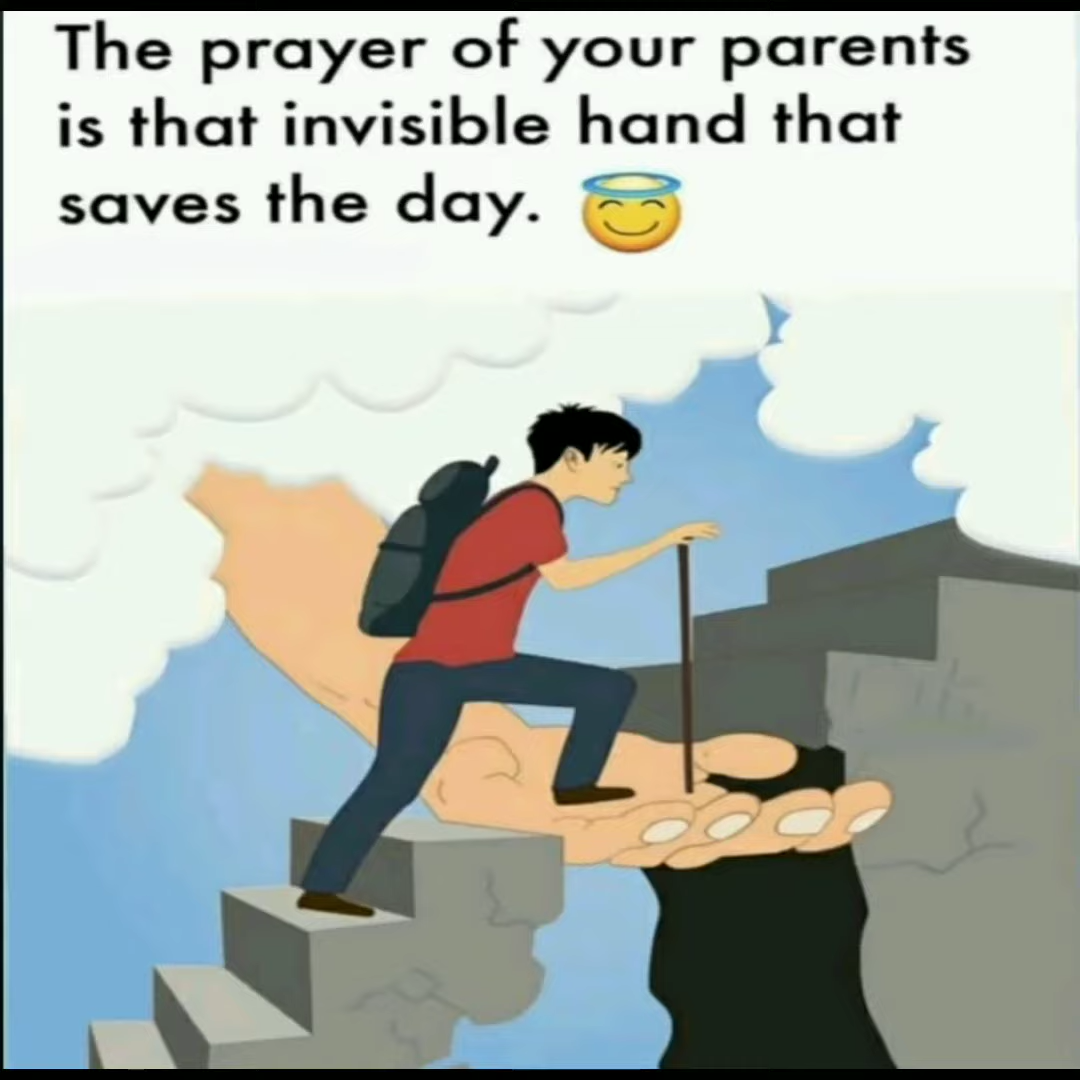 The prayer of your parents
is that invisible hand that
saves the day. 😇